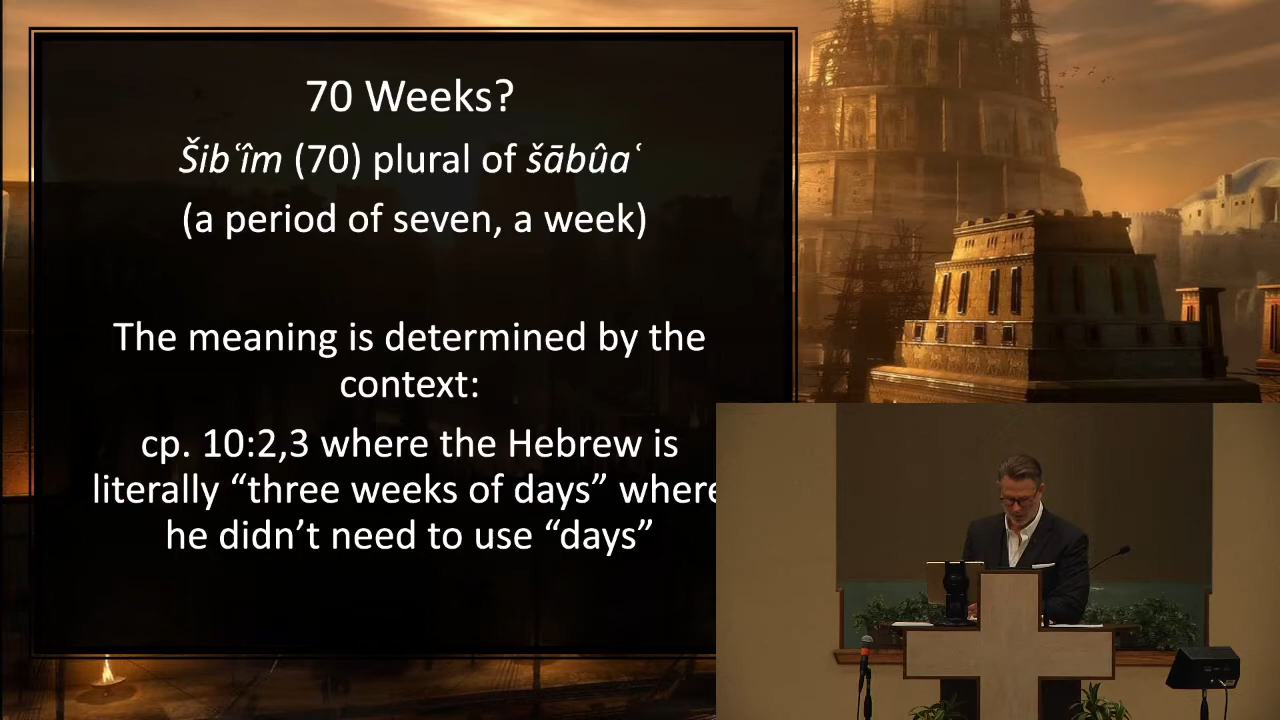 70 Weeks?
Šibʿîm (70) plural of šābûaʿ
(a period of seven, a week)
The meaning is determined by the
context:
cp. 10:2,3 where the Hebrew is
literally “three weeks of days” where
he didn’t need to use “days”